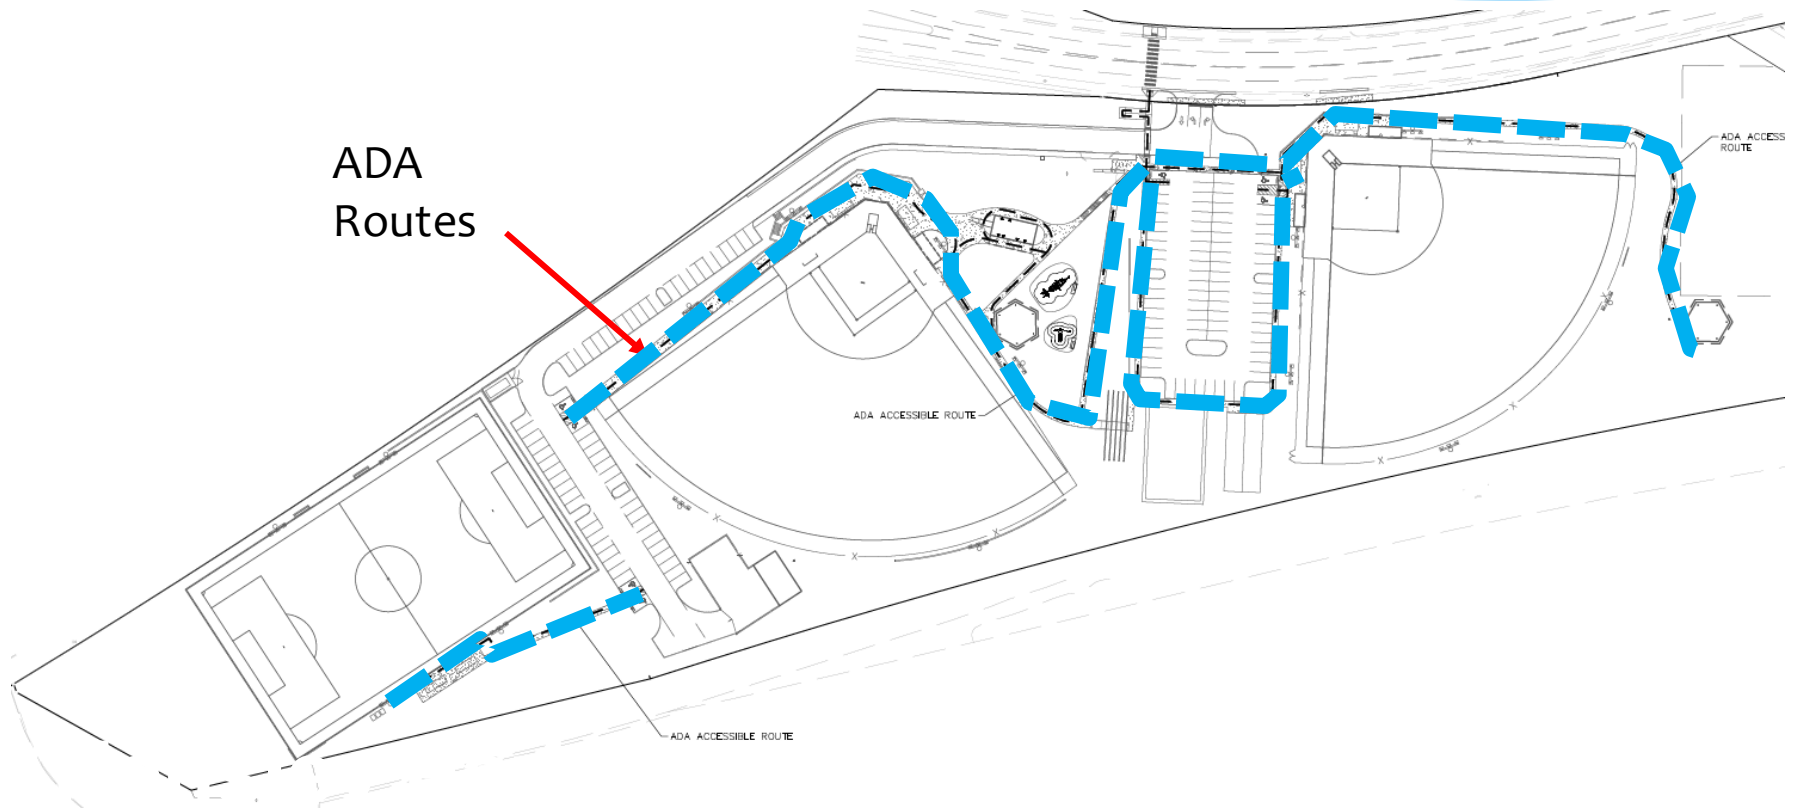 ADA
Routes
ADA ACCESS
ROUTE
ADA ACCESSIBLE ROUTE
ADA ACCESSIBLE ROUTE